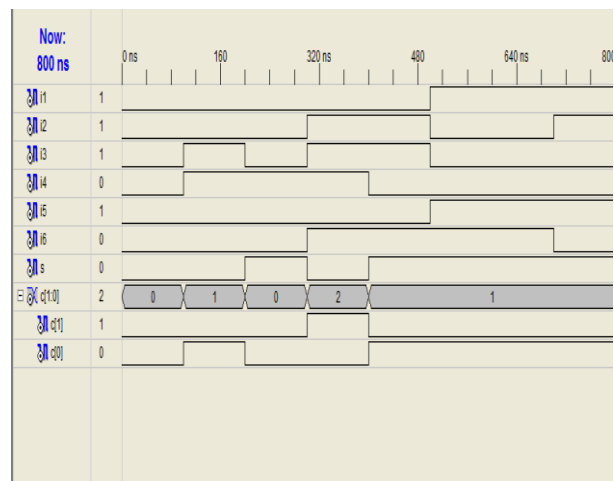 Now:
800 ns
0 ns 160 320 ns 480 640 ns 800
i1 1
i2 1
i3 1
i4 0
i5 1
i6 0
s 0
c[1:0] 2 0 1 0 2 1
c[1] 1
c[0] 0